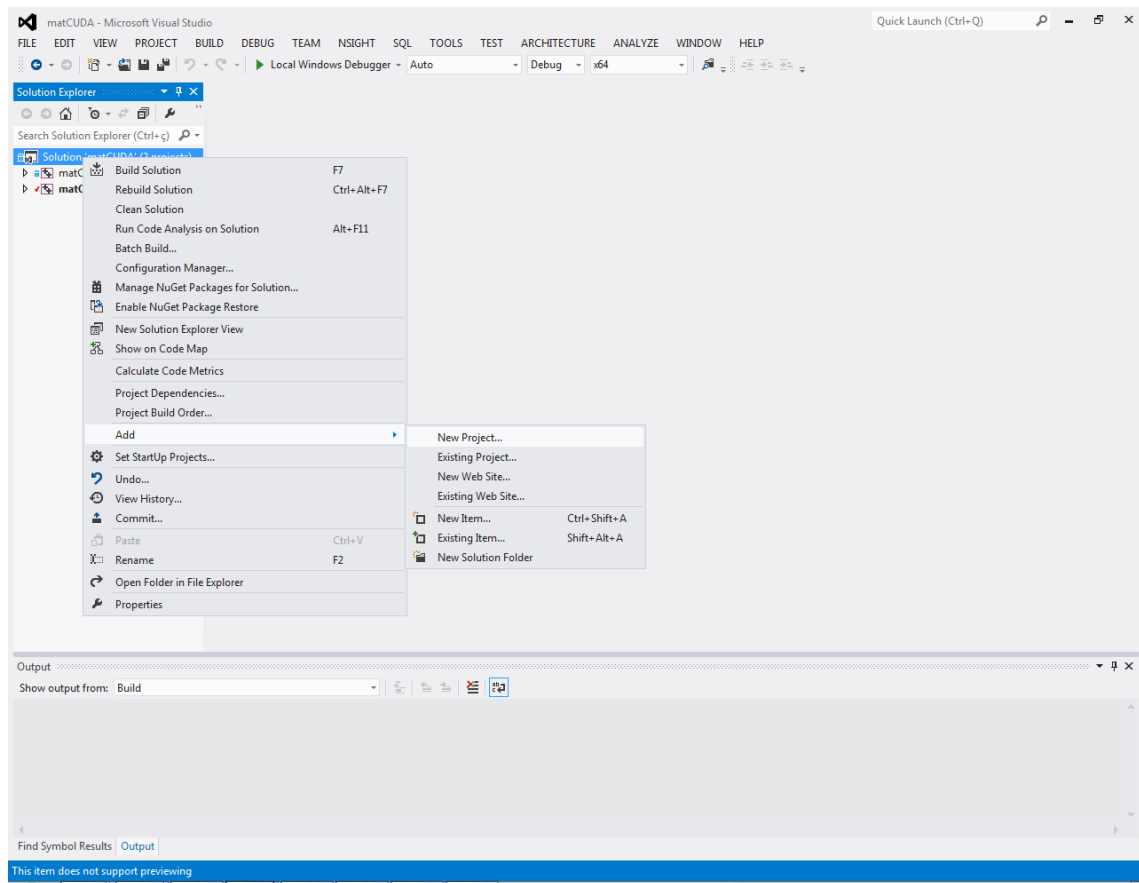 matCUDA - Microsoft Visual Studio Quick Launch (Ctrl+Q)
FILE EDIT VIEW PROJECT BUILD DEBUG TEAM NSIGHT SQL TOOLS TEST ARCHITECTURE ANALYZE WINDOW HELP
Local Windows Debugger Auto Debug x64
Solution Explorer
Search Solution Explorer (Ctrl+ç)
Solution 'matCUDA' (2 projects)
matC
matC
Build Solution F7
Rebuild Solution Ctrl+Alt+F7
Clean Solution
Run Code Analysis on Solution Alt+F11
Batch Build...
Configuration Manager...
Manage NuGet Packages for Solution...
Enable NuGet Package Restore
New Solution Explorer View
Show on Code Map
Calculate Code Metrics
Project Dependencies...
Project Build Order...
Add
Set StartUp Projects...
Undo...
View History...
Commit...
Paste Ctrl+V
Rename F2
Open Folder in File Explorer
Properties
New Project...
Existing Project...
New Web Site...
Existing Web Site...
New Item... Ctrl+Shift+A
Existing Item... Shift+Alt+A
New Solution Folder
Output
Show output from: Build
Find Symbol Results Output
This item does not support previewing